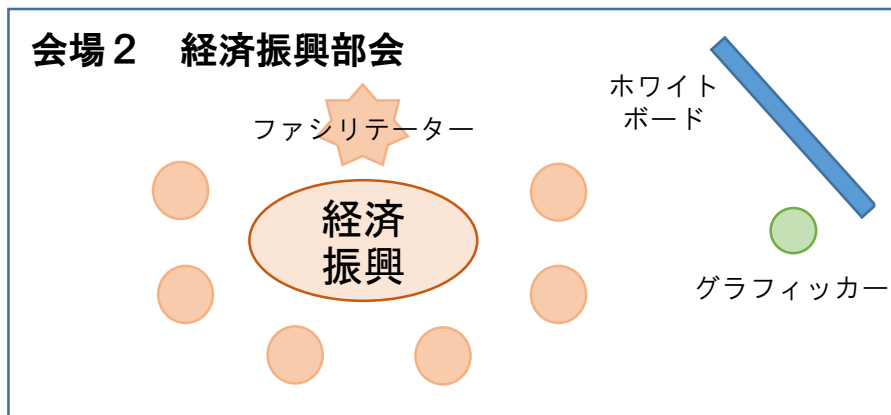 会場２　経済振興部会
ホワイト
ボード
ファシリテーター
経済
振興
グラフィッカー